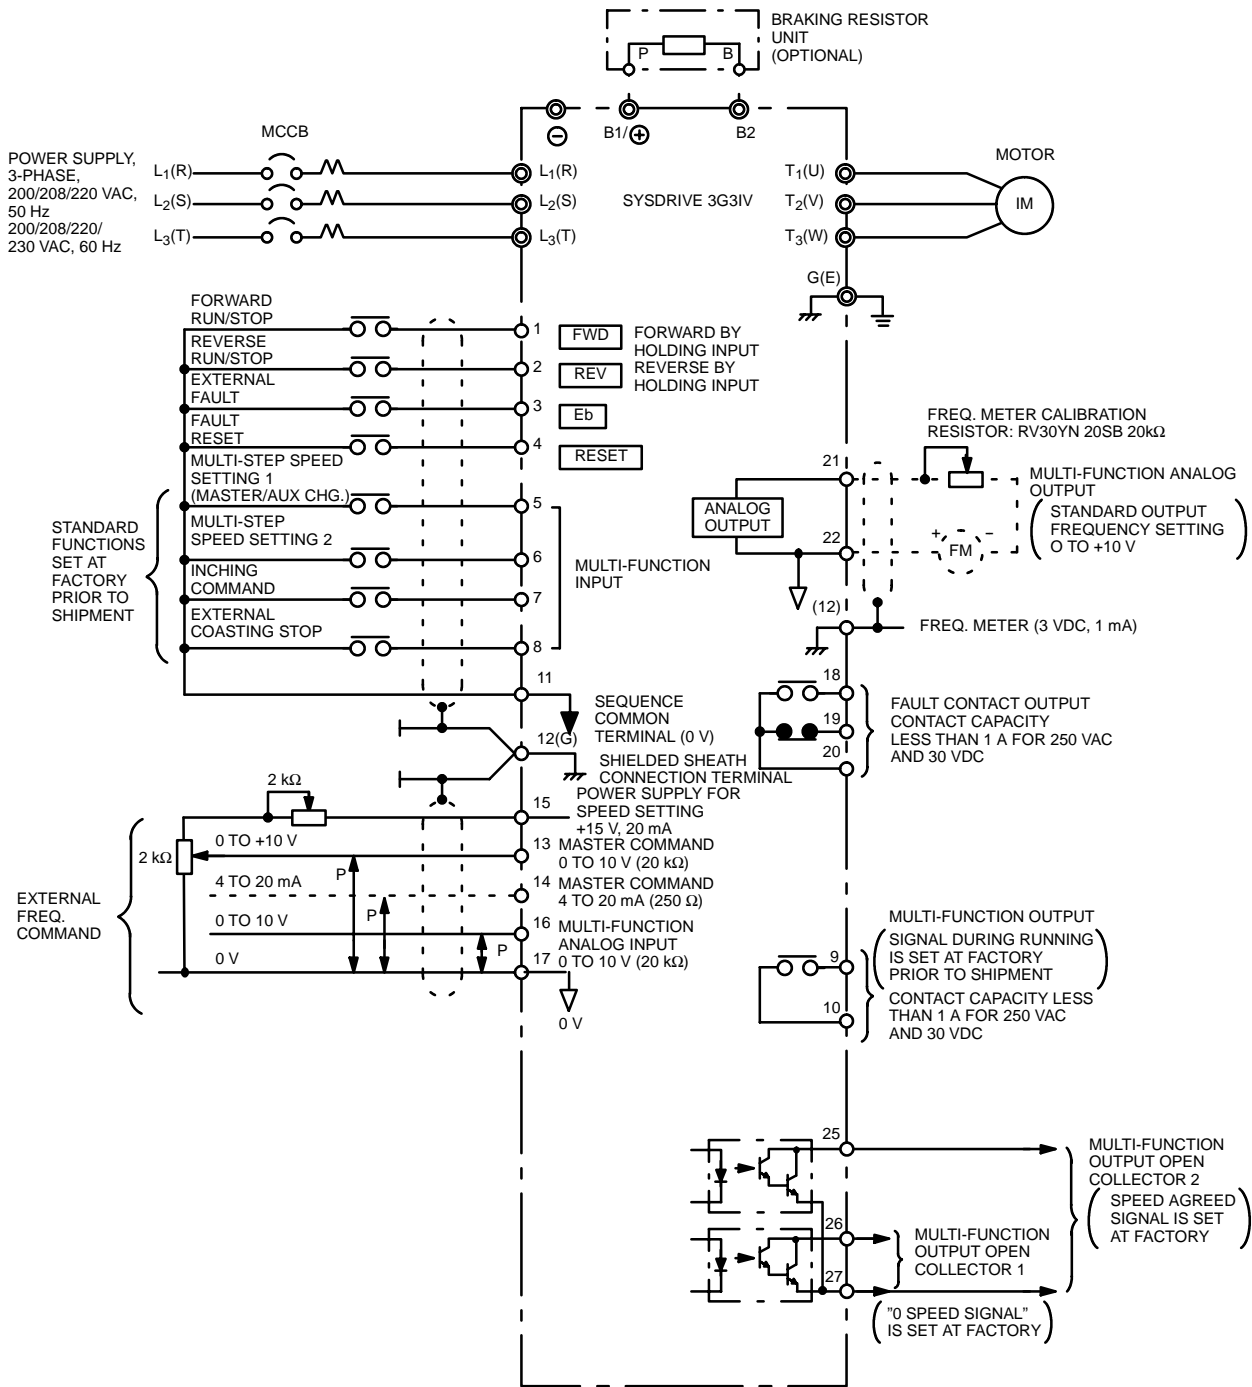 BRAKING RESISTOR
UNIT
(OPTIONAL)
P
B
MCCB
B1/
B2
POWER SUPPLY,
3-PHASE,
200/208/220 VAC,
50 Hz
200/208/220/
230 VAC, 60 Hz
L1(R)
L2(S)
L3(T)
L1(R)
L2(S)
L3(T)
SYSDRIVE 3G3IV
T1(U)
T2(V)
T3(W)
MOTOR
IM
G(E)
FORWARD
RUN/STOP
REVERSE
RUN/STOP
EXTERNAL
FAULT
FAULT
RESET
MULTI-STEP SPEED
SETTING 1
(MASTER/AUX CHG.)
MULTI-STEP
SPEED SETTING 2
INCHING
COMMAND
EXTERNAL
COASTING STOP
STANDARD
FUNCTIONS
SET AT
FACTORY
PRIOR TO
SHIPMENT
1
2
3
4
5
6
7
8
11
FWD
FORWARD BY
HOLDING INPUT
REV
REVERSE BY
HOLDING INPUT
Eb
RESET
MULTI-FUNCTION
INPUT
SEQUENCE
COMMON
TERMINAL (0 V)
12(G)
SHIELDED SHEATH
CONNECTION TERMINAL
15
POWER SUPPLY FOR
SPEED SETTING
+15 V, 20 mA
13
MASTER COMMAND
0 TO 10 V (20 kΩ)
14
MASTER COMMAND
4 TO 20 mA (250 Ω)
16
MULTI-FUNCTION
ANALOG INPUT
0 TO 10 V (20 kΩ)
17
0 V
2 kΩ
2 kΩ
0 TO +10 V
4 TO 20 mA
0 TO 10 V
0 V
P
P
P
EXTERNAL
FREQ.
COMMAND
FREQ. METER CALIBRATION
RESISTOR: RV30YN 20SB 20kΩ
21
ANALOG
OUTPUT
22
+
FM
−
MULTI-FUNCTION ANALOG
OUTPUT
STANDARD OUTPUT
FREQUENCY SETTING
O TO +10 V
(12)
FREQ. METER (3 VDC, 1 mA)
18
19
20
FAULT CONTACT OUTPUT
CONTACT CAPACITY
LESS THAN 1 A FOR 250 VAC
AND 30 VDC
MULTI-FUNCTION OUTPUT
SIGNAL DURING RUNNING
IS SET AT FACTORY
PRIOR TO SHIPMENT
9
10
CONTACT CAPACITY LESS
THAN 1 A FOR 250 VAC
AND 30 VDC
25
MULTI-FUNCTION
OUTPUT OPEN
COLLECTOR 2
SPEED AGREED
SIGNAL IS SET
AT FACTORY
26
MULTI-FUNCTION
OUTPUT OPEN
COLLECTOR 1
27
"0 SPEED SIGNAL"
IS SET AT FACTORY